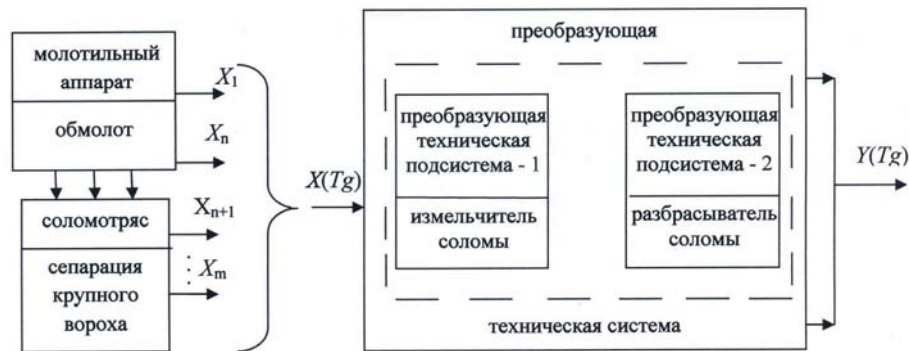 молотильный
аппарат
обмолот
X1
Xn
соломотряс
сепарация
крупного
вороха
Xn+1
Xm
X(Tg)
преобразующая
преобразующая
техническая
подсистема - 1
измельчитель
соломы
преобразующая
техническая
подсистема - 2
разбрасыватель
соломы
техническая система
Y(Tg)